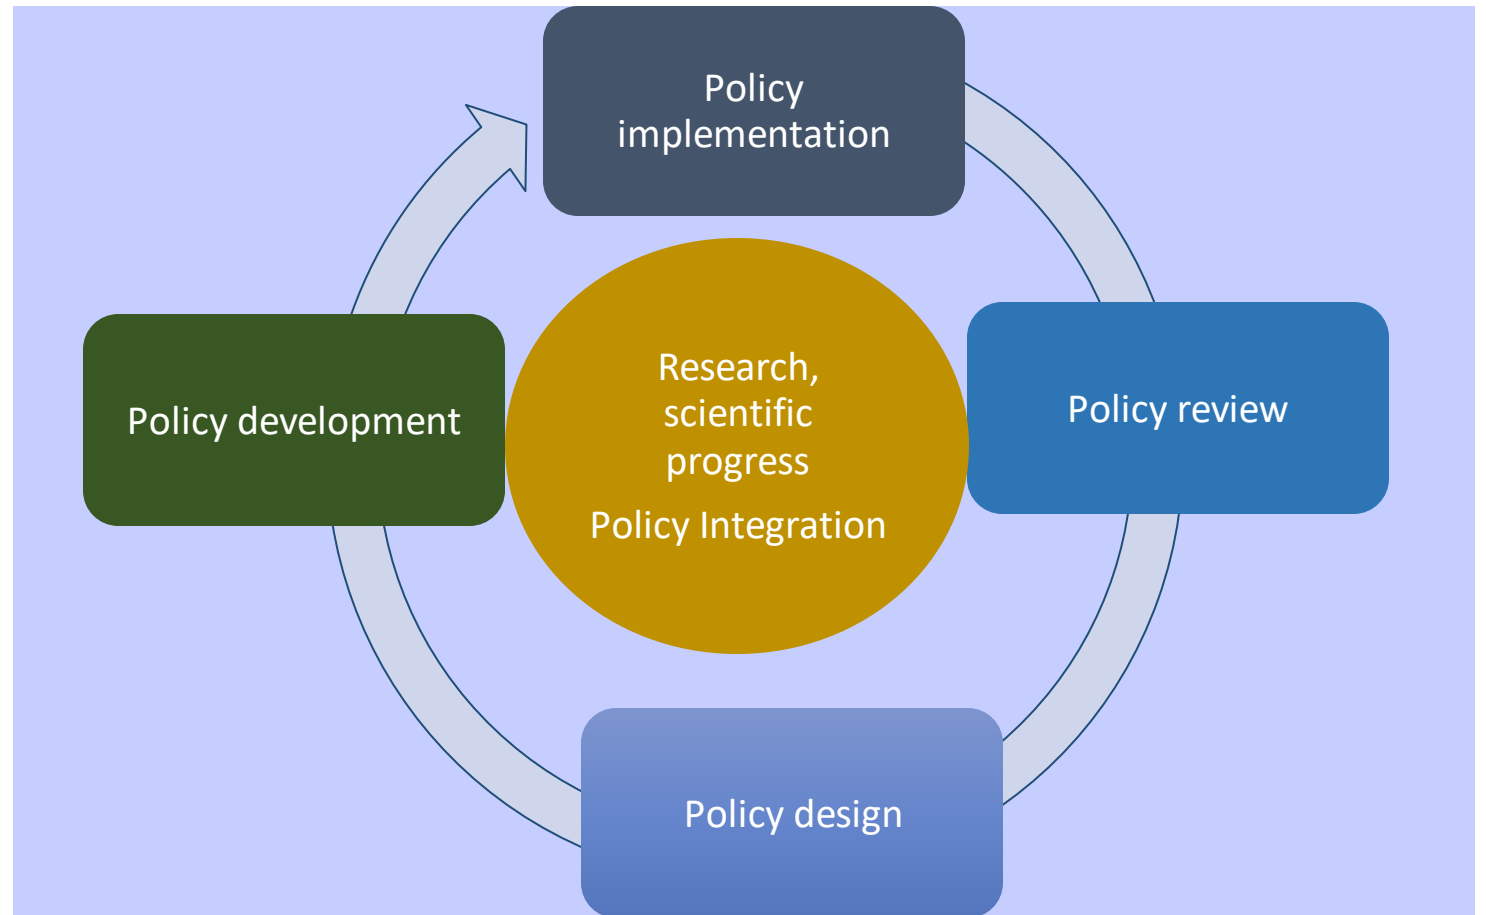 Policy
implementation
Policy development
Research,
scientific
progress
Policy Integration
Policy review
Policy design